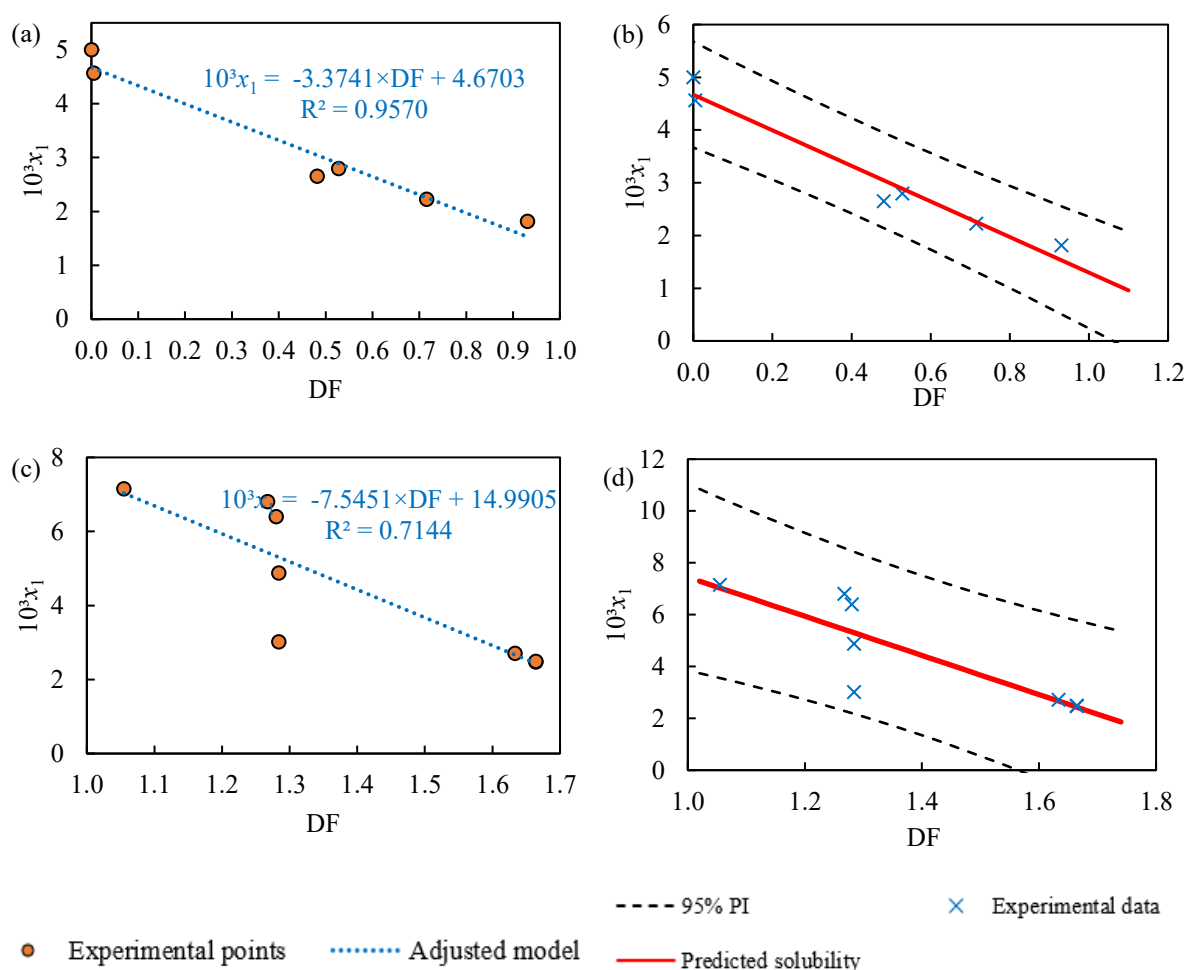 (a)
10³x₁
5
4
3
2
1
0
10³x₁ = -3.3741×DF + 4.6703
R² = 0.9570
0.0 0.1 0.2 0.3 0.4 0.5 0.6 0.7 0.8 0.9 1.0
DF
(b)
10³x₁
6
5
4
3
2
1
0
0.0 0.2 0.4 0.6 0.8 1.0 1.2
DF
(c)
10³x₁
8
6
4
2
0
10³x₁ = -7.5451×DF + 14.9905
R² = 0.7144
1.0 1.1 1.2 1.3 1.4 1.5 1.6 1.7
DF
(d)
10³x₁
12
10
8
6
4
2
0
1.0 1.2 1.4 1.6 1.8
DF
95% PI
Experimental data
Experimental points
Adjusted model
Predicted solubility